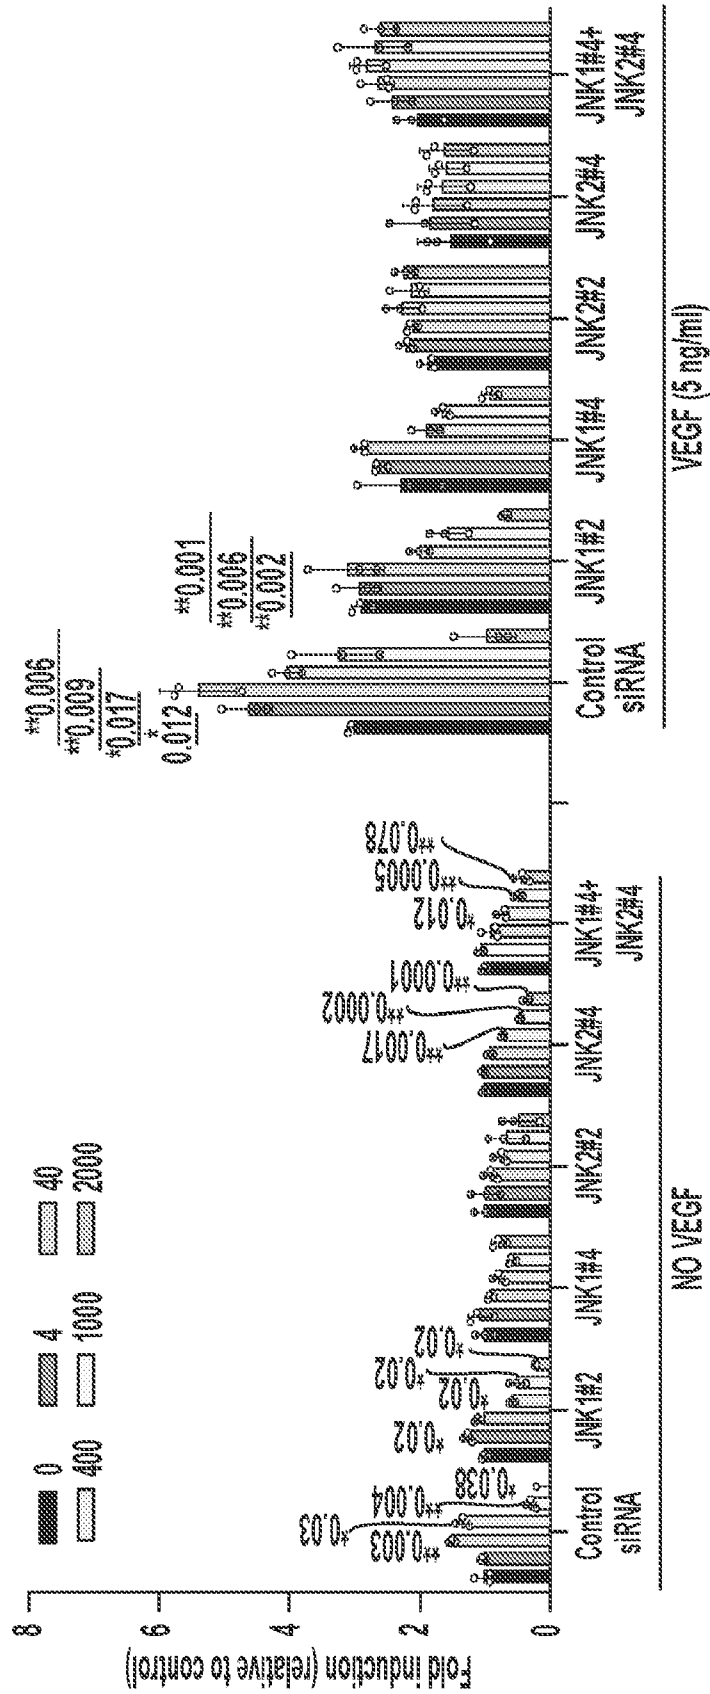 0 4 40
400 1000 2000
Fold induction (relative to control)
8
6
4
2
0
**0.003
*0.03
**0.004
*0.038
*0.02
*0.02
*0.02
*0.02
**0.0017
**0.0002
**0.0001
*0.012
**0.0005
**0.078
**0.006
**0.009
*0.017
*
0.012
**0.001
**0.006
**0.002
Control
siRNA
JNK1#2
JNK1#4
JNK2#2
JNK2#4
JNK1#4+
JNK2#4
Control
siRNA
JNK1#2
JNK1#4
JNK2#2
JNK2#4
JNK1#4+
JNK2#4
NO VEGF
VEGF (5 ng/ml)